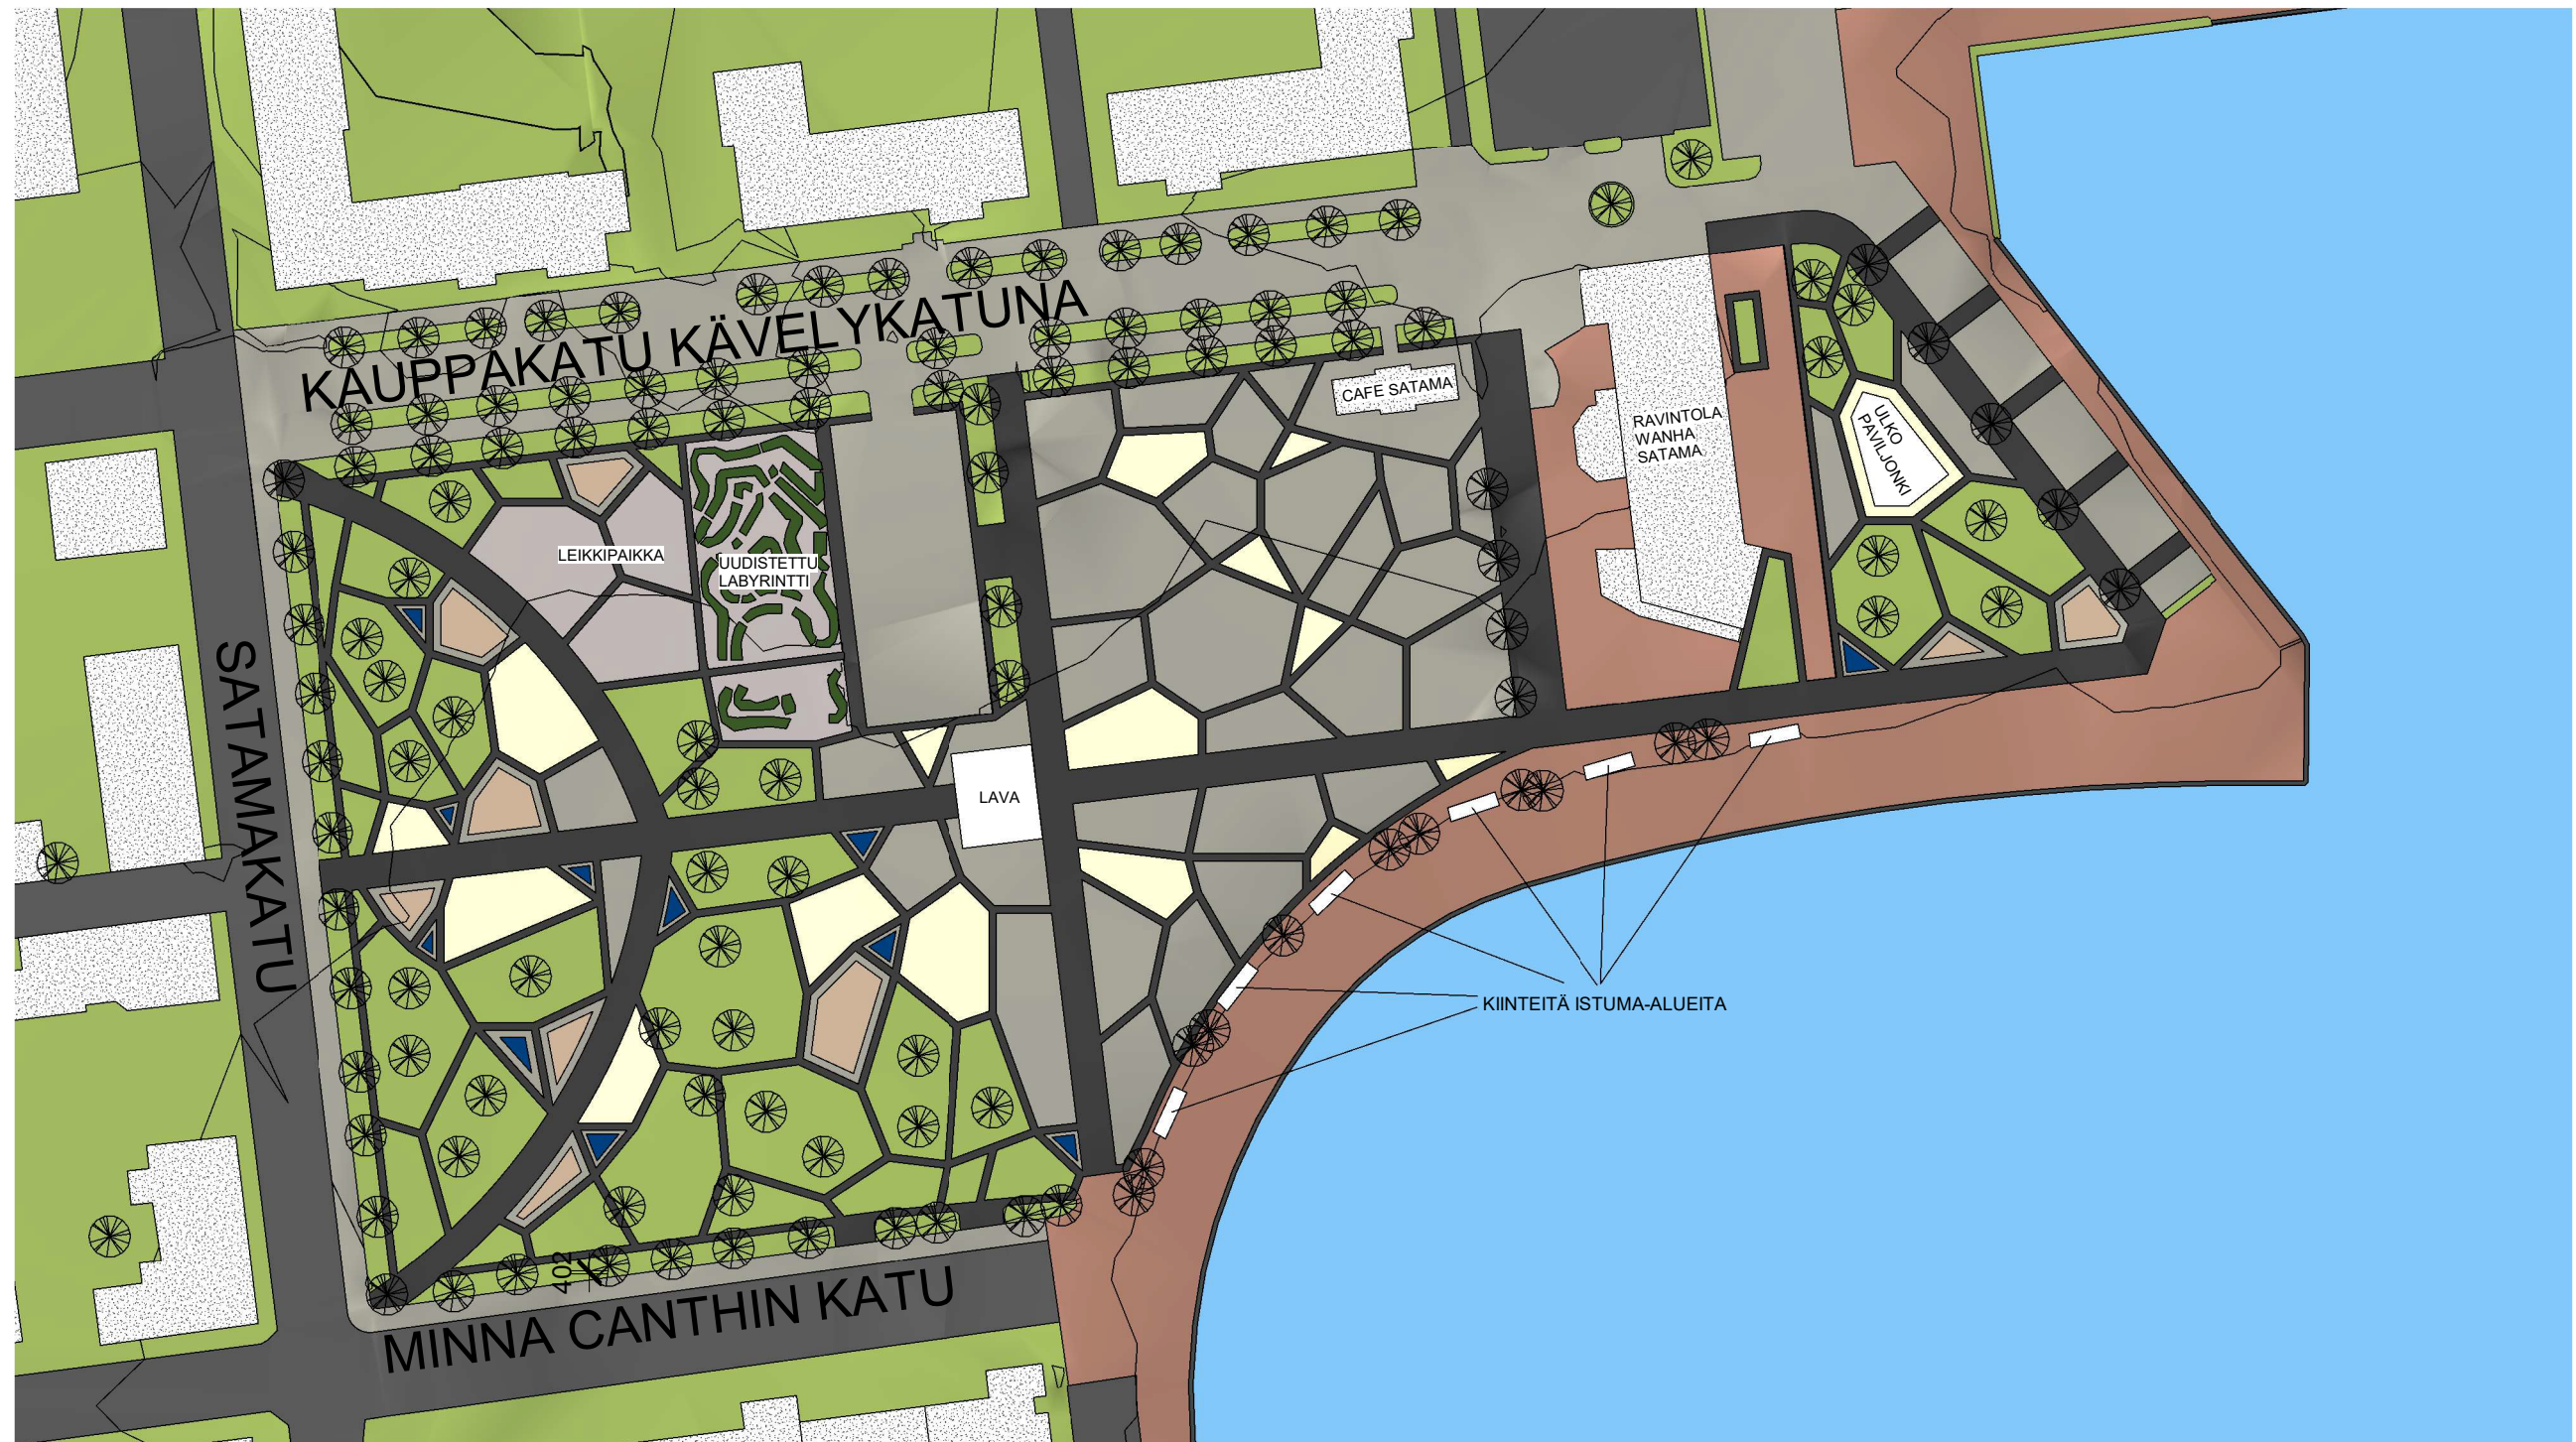 KAUPPAKATU KÄVELYKATUNA
CAFE SATAMA
RAVINTOLA
WANHA
SATAMA
ULKO
PAVILJONKI
LEIKKIPAIKKA
UUDISTETTU
LABYRINTTI
SATAMAKATU
LAVA
KIINTEITÄ ISTUMA-ALUEITA
402
MINNA CANTHIN KATU